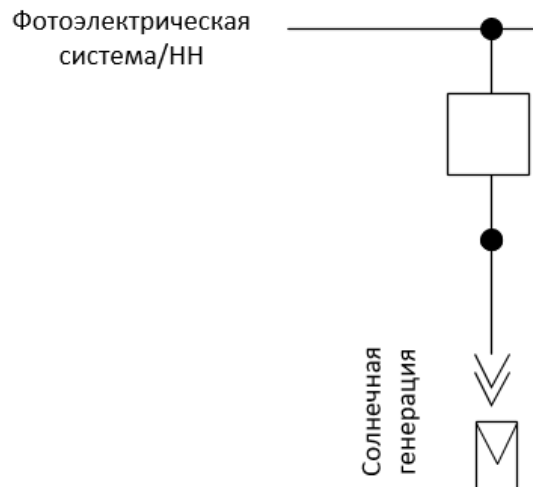 Фотоэлектрическая
система/НН
Солнечная
генерация